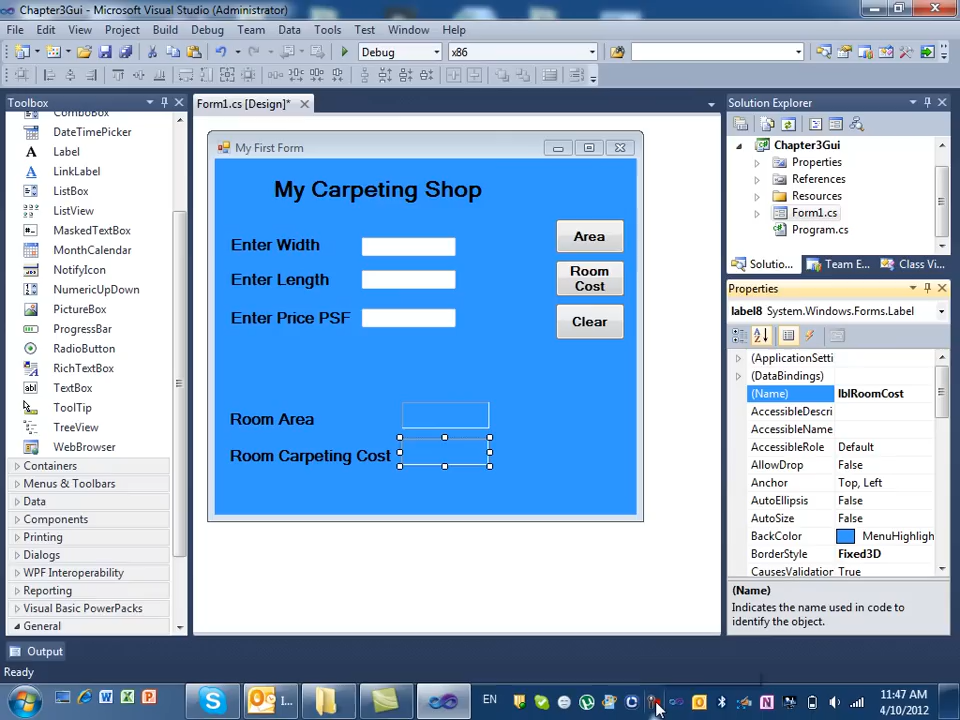 Chapter3Gui - Microsoft Visual Studio (Administrator)
File Edit View Project Build Debug Team Data Tools Test Window Help
Debug x86
Toolbox
ComboBox
DateTimePicker
Label
LinkLabel
ListBox
ListView
MaskedTextBox
MonthCalendar
NotifyIcon
NumericUpDown
PictureBox
ProgressBar
RadioButton
RichTextBox
TextBox
ToolTip
TreeView
WebBrowser
Containers
Menus & Toolbars
Data
Components
Printing
Dialogs
WPF Interoperability
Reporting
Visual Basic PowerPacks
General
Form1.cs [Design]*
My First Form
My Carpeting Shop
Enter Width
Enter Length
Enter Price PSF
Area
Room
Cost
Clear
Room Area
Room Carpeting Cost
Solution Explorer
Chapter3Gui
Properties
References
Resources
Form1.cs
Program.cs
Solutio... Team E... Class Vi...
Properties
label8 System.Windows.Forms.Label
(ApplicationSetti
(DataBindings)
(Name) lblRoomCost
AccessibleDescri
AccessibleName
AccessibleRole Default
AllowDrop False
Anchor Top, Left
AutoEllipsis False
AutoSize False
BackColor MenuHighligh
BorderStyle Fixed3D
CausesValidation True
(Name)
Indicates the name used in code to
identify the object.
Output
Ready
I...
EN
11:47 AM
4/10/2012